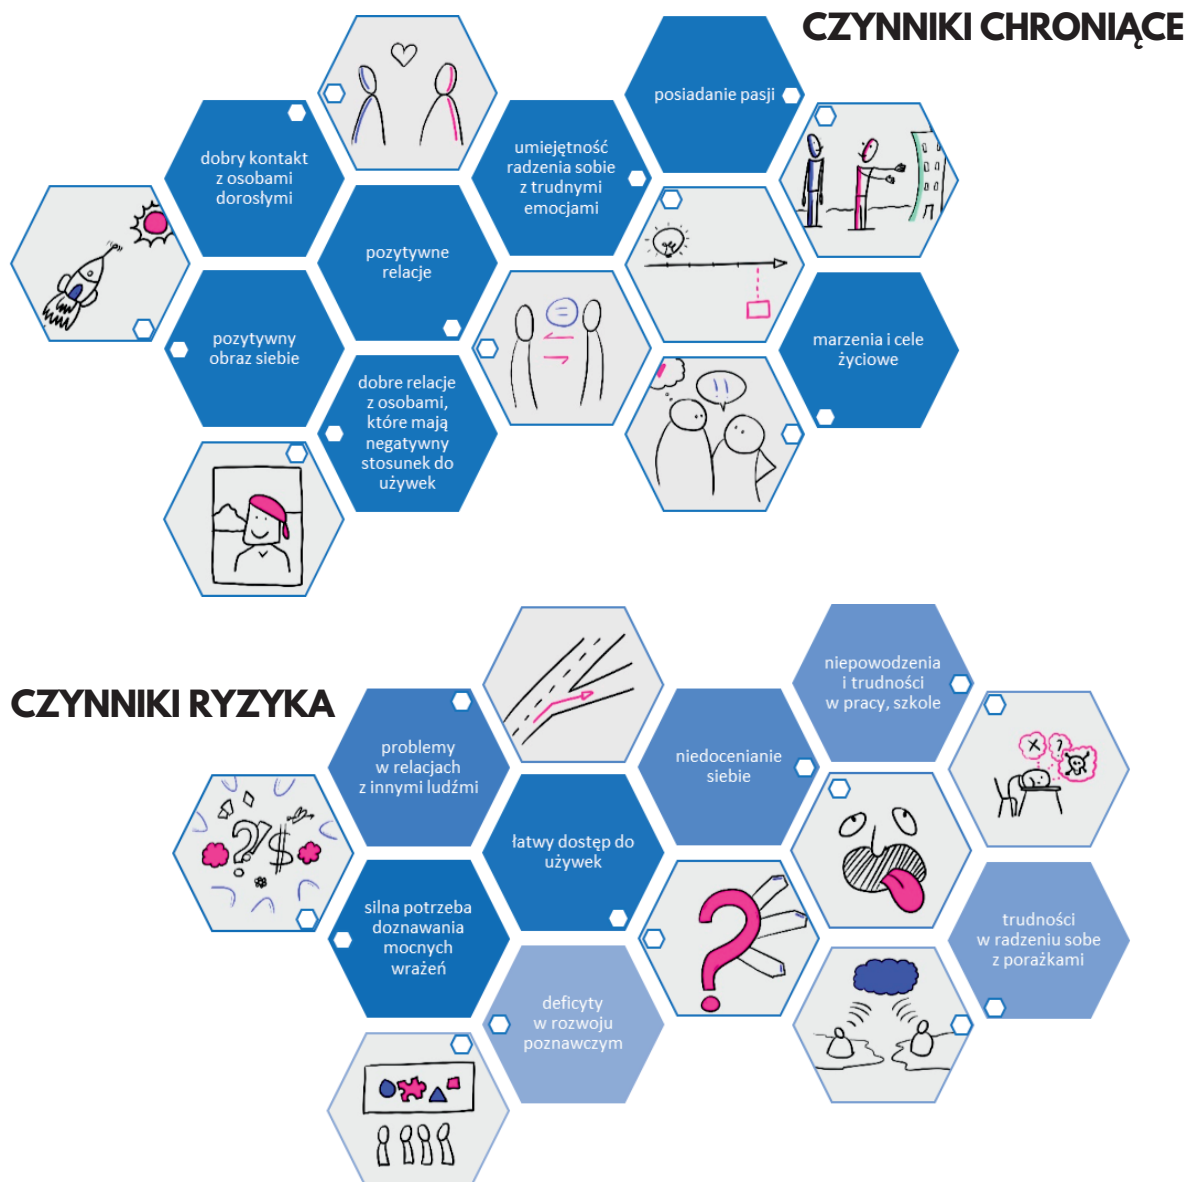 CZYNNIKI CHRONIĄCE
posiadanie pasji
dobry kontakt
z osobami
dorosłymi
umiejętność
radzenia sobie
z trudnymi
emocjami
pozytywne
relacje
pozytywny
obraz siebie
marzenia i cele
życiowe
dobre relacje
z osobami,
które mają
negatywny
stosunek do
używek
!!
CZYNNIKI RYZYKA
niepowodzenia
i trudności
w pracy, szkole
problemy
w relacjach
z innymi ludźmi
niedocenianie
siebie
X ?
?! $
łatwy dostęp do
używek
silna potrzeba
doznawania
mocnych
wrażeń
?
trudności
w radzeniu sobe
z porażkami
deficyty
w rozwoju
poznawczym